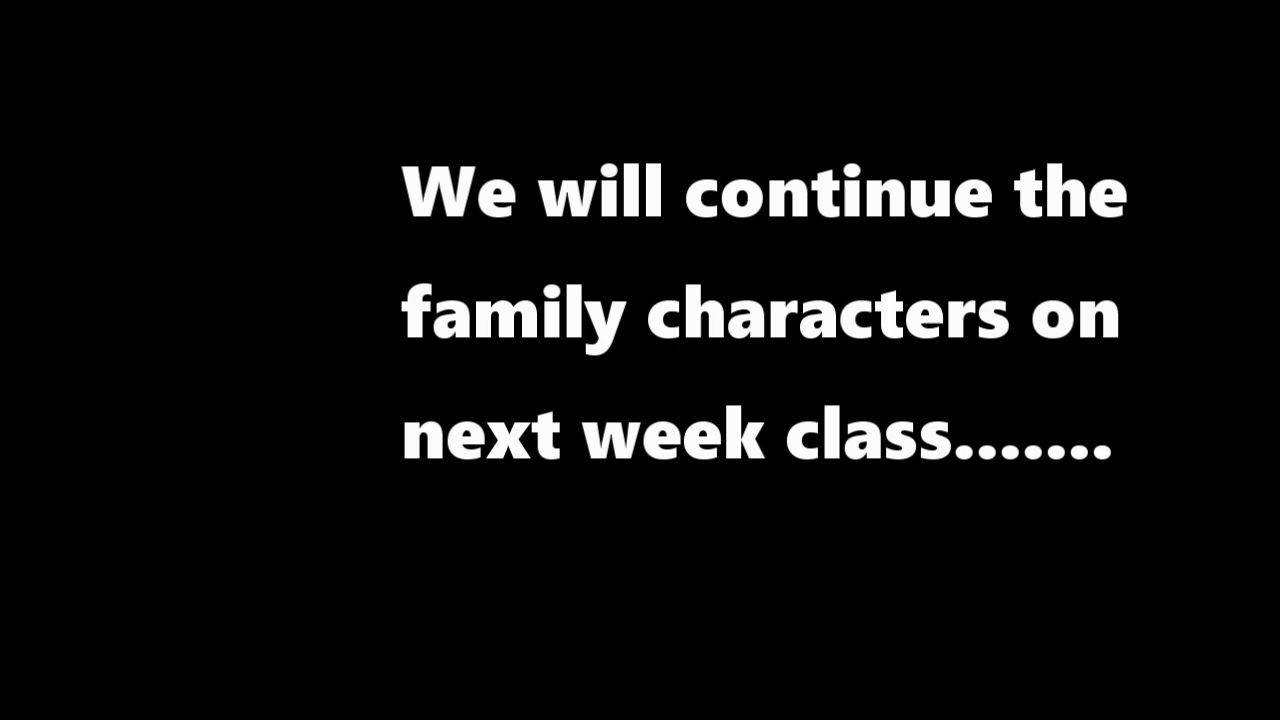 We will continue the
family characters on
next week class.......